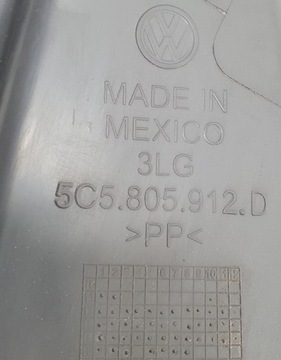 MADE IN
MEXICO
3LG
5C5.805.912.D
>PP<